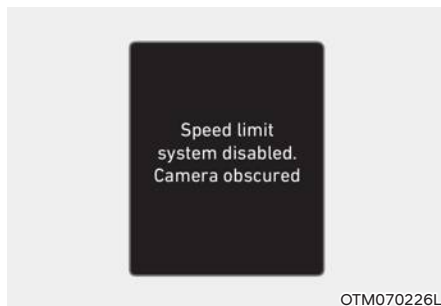 Speed limit
system disabled.
Camera obscured
OTM070226L